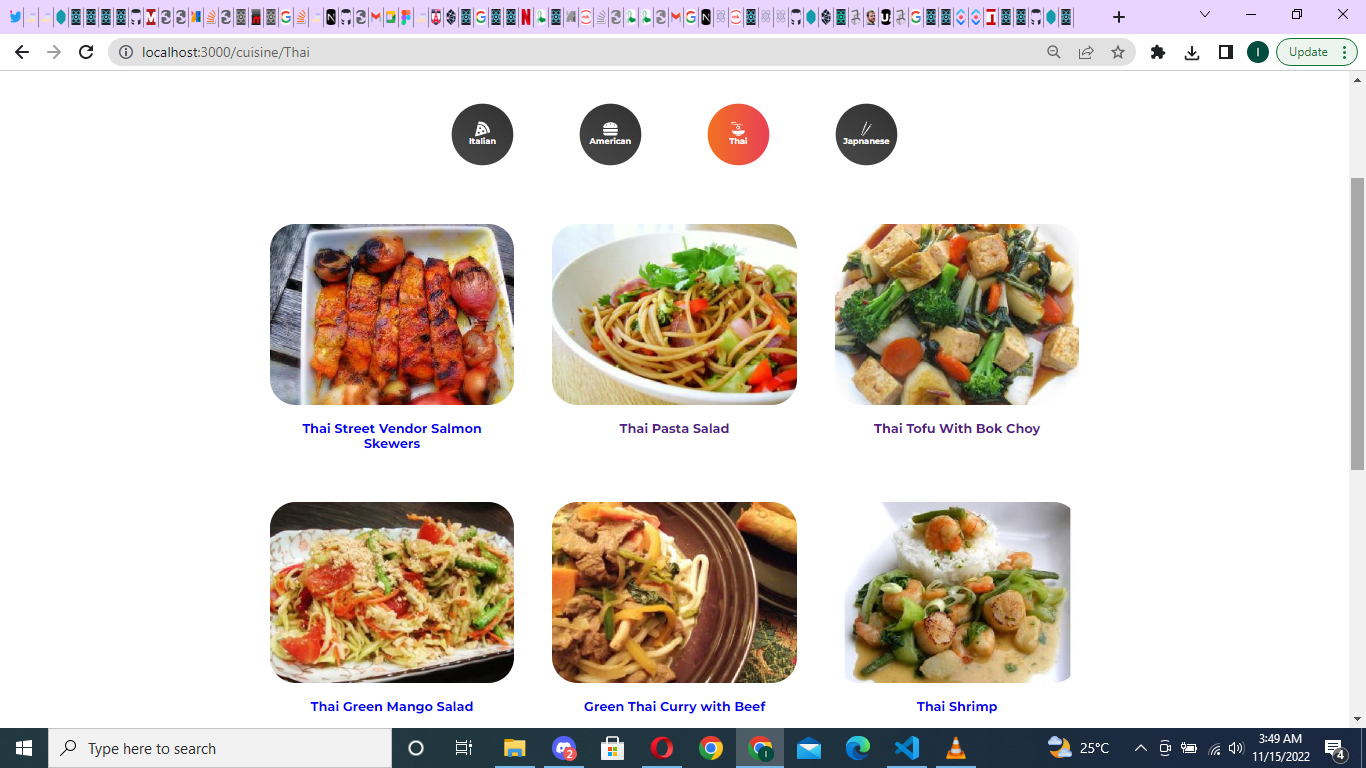 localhost:3000/cuisine/Thai
I
Update
Italian
American
Thai
Japnanese
Thai Street Vendor Salmon
Skewers
Thai Pasta Salad
Thai Tofu With Bok Choy
Thai Green Mango Salad
Green Thai Curry with Beef
Thai Shrimp
Type here to search
2
I
25°C
3:49 AM
11/15/2022
4